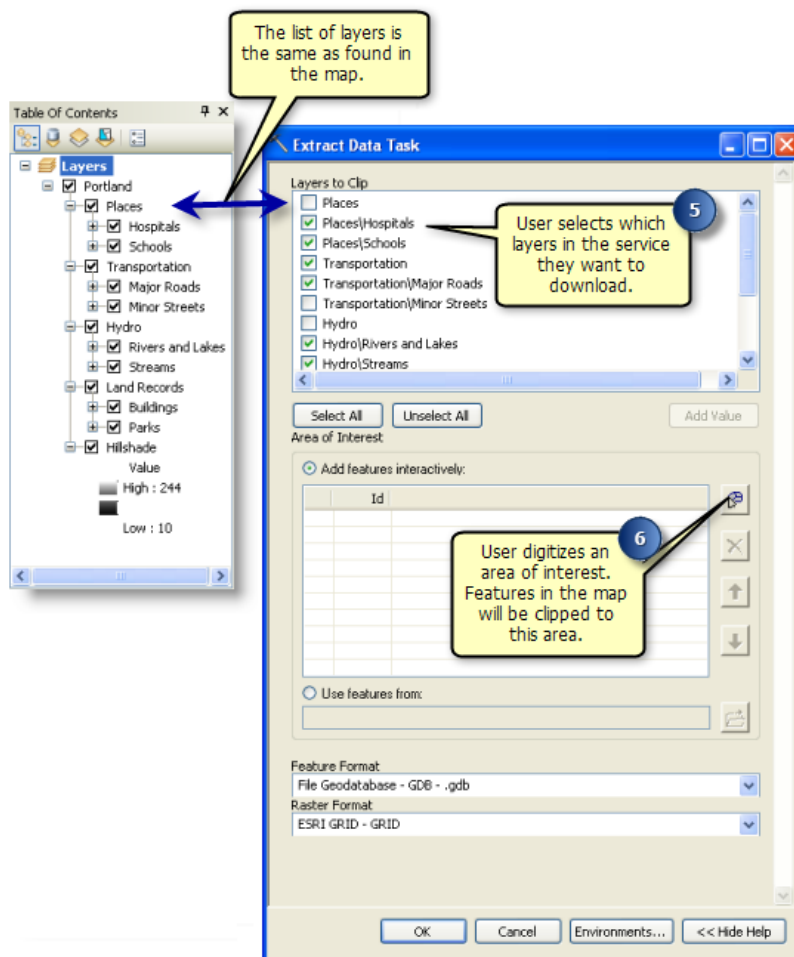 The list of layers is
the same as found in
the map.
Table Of Contents
Layers
Portland
Places
Hospitals
Schools
Transportation
Major Roads
Minor Streets
Hydro
Rivers and Lakes
Streams
Land Records
Buildings
Parks
Hillshade
Value
High : 244
Low : 10
Extract Data Task
Layers to Clip
Places
Places\Hospitals
Places\Schools
Transportation
Transportation\Major Roads
Transportation\Minor Streets
Hydro
Hydro\Rivers and Lakes
Hydro\Streams
5
User selects which
layers in the service
they want to
download.
Select All
Unselect All
Add Value
Area of Interest
Add features interactively:
Id
6
User digitizes an
area of interest.
Features in the map
will be clipped to
this area.
Use features from:
Feature Format
File Geodatabase - GDB - .gdb
Raster Format
ESRI GRID - GRID
OK
Cancel
Environments...
<< Hide Help